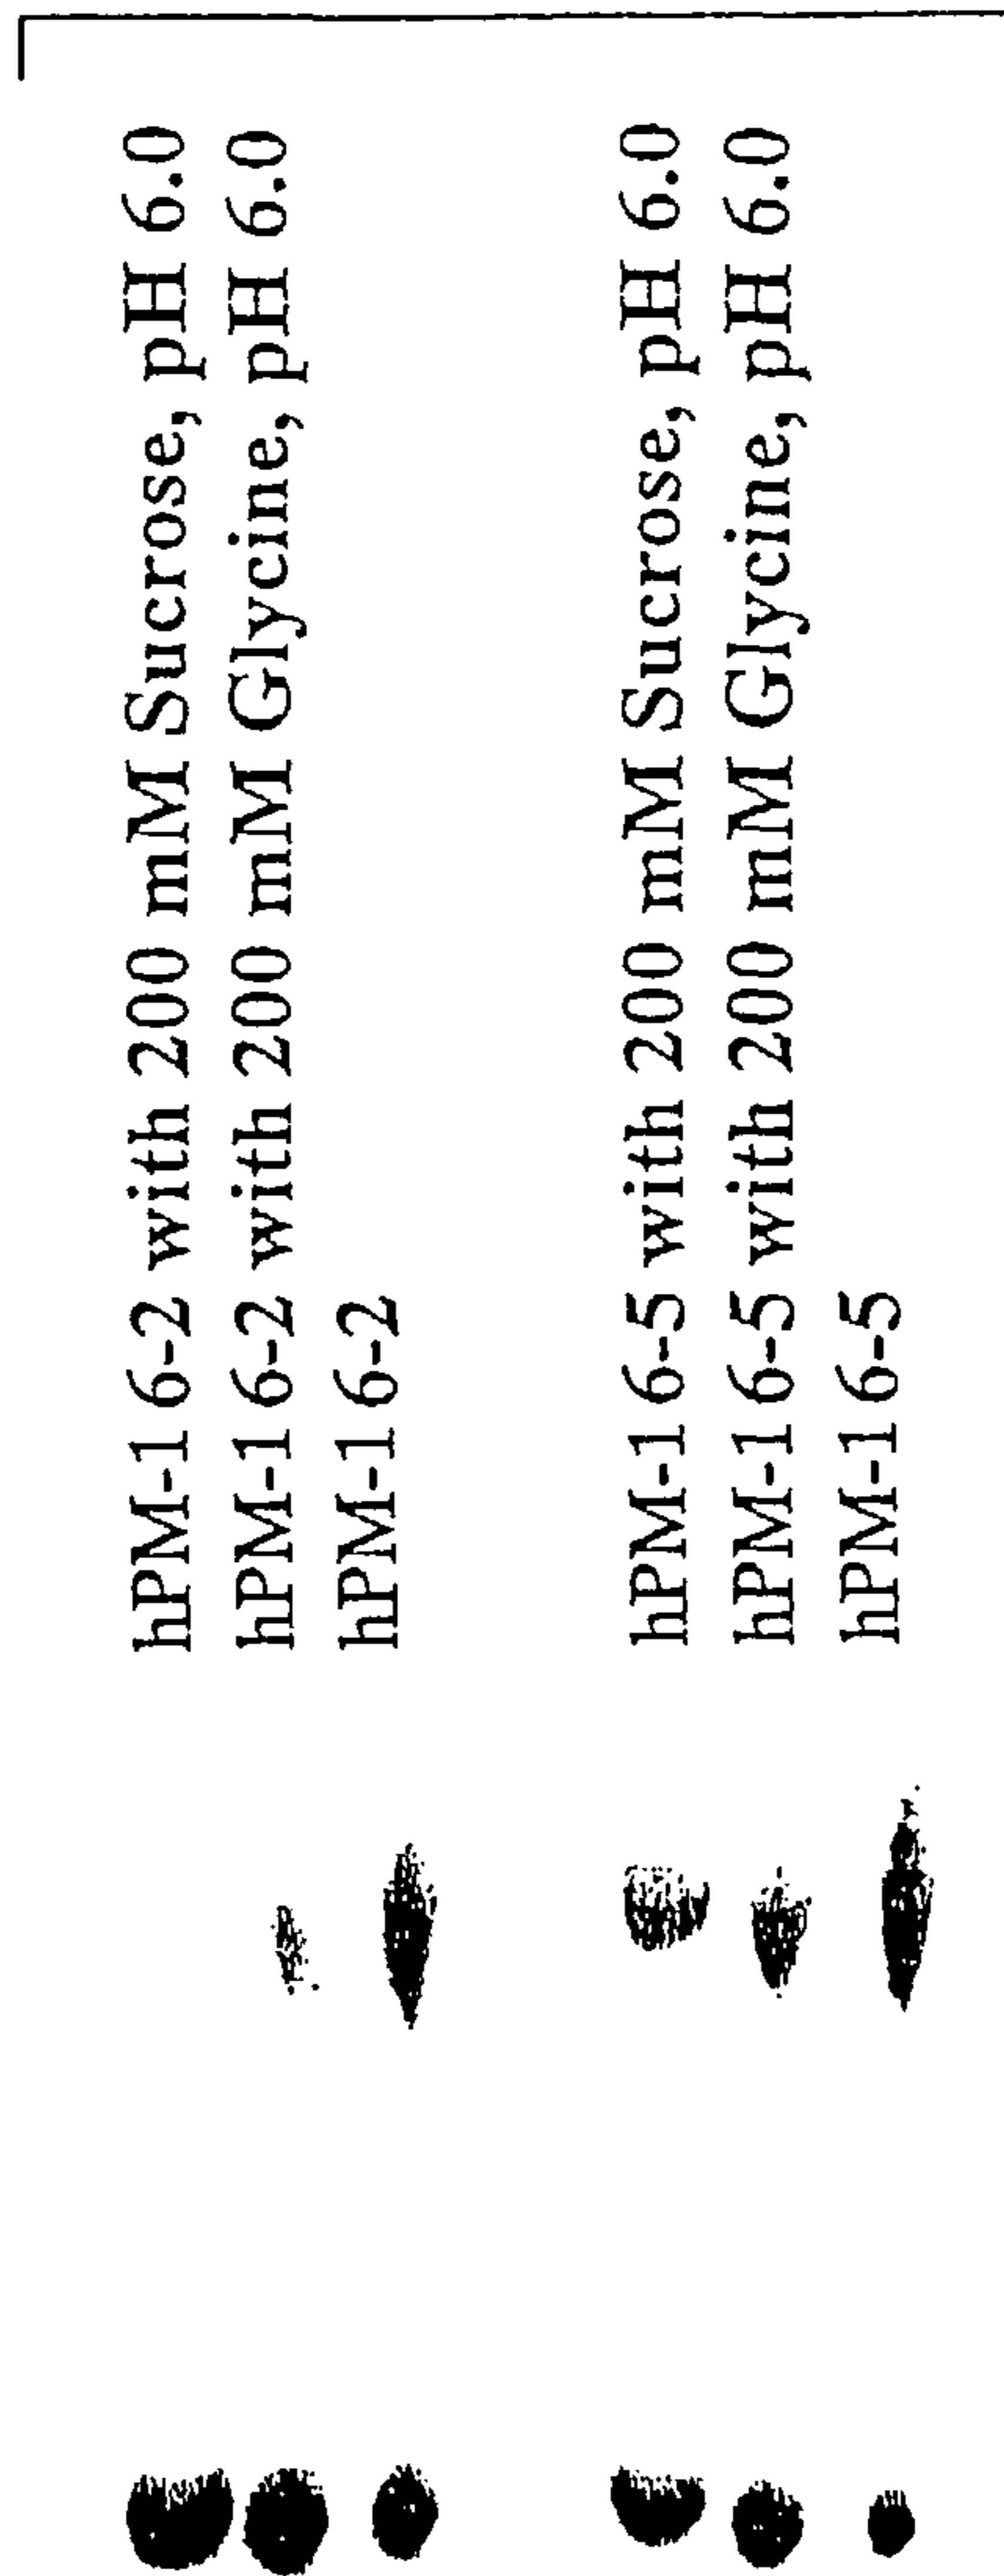 hPM-1 6-2 with 200 mM Sucrose, pH 6.0
hPM-1 6-2 with 200 mM Glycine, pH 6.0
hPM-1 6-2
hPM-1 6-5 with 200 mM Sucrose, pH 6.0
hPM-1 6-5 with 200 mM Glycine, pH 6.0
hPM-1 6-5